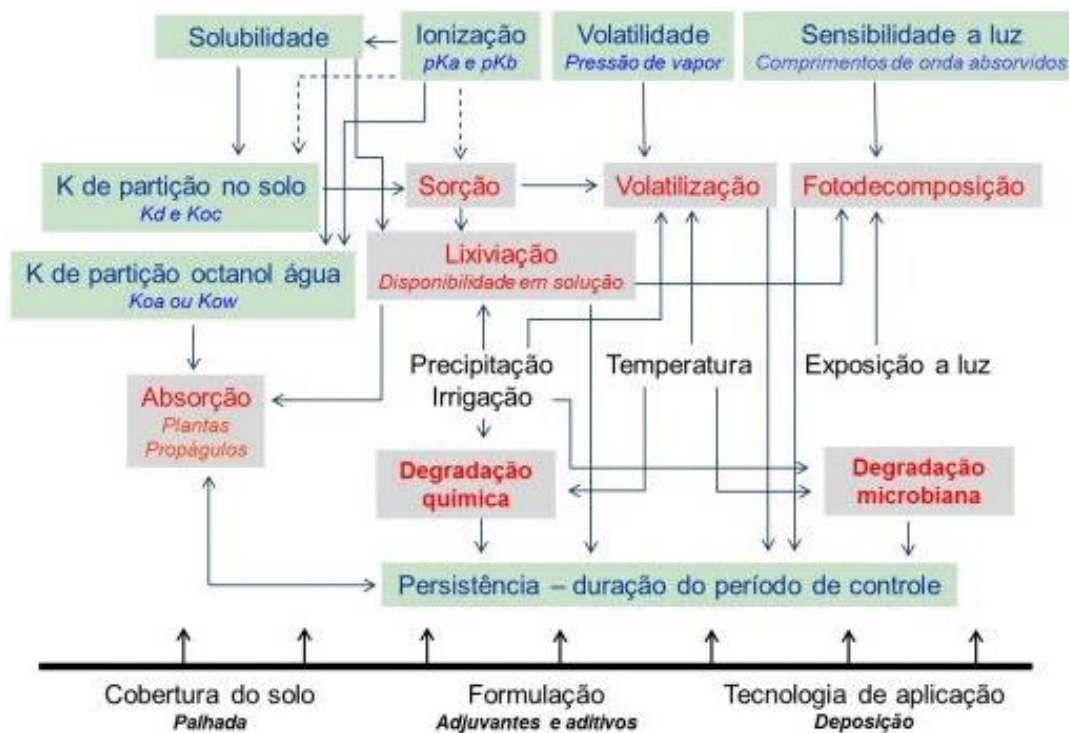 Solubilidade
Ionização
pKa e pKb
Volatilidade
Pressão de vapor
Sensibilidade a luz
Comprimentos de onda absorvidos
K de partição no solo
Kd e Koc
Sorção
Volatilização
Fotodecomposição
K de partição octanol água
Koa ou Kow
Lixiviação
Disponibilidade em solução
Precipitação
Irrigação
Temperatura
Exposição a luz
Absorção
Plantas
Propágulos
Degradação
química
Degradação
microbiana
Persistência – duração do período de controle
Cobertura do solo
Palhada
Formulação
Adjuvantes e aditivos
Tecnologia de aplicação
Deposição